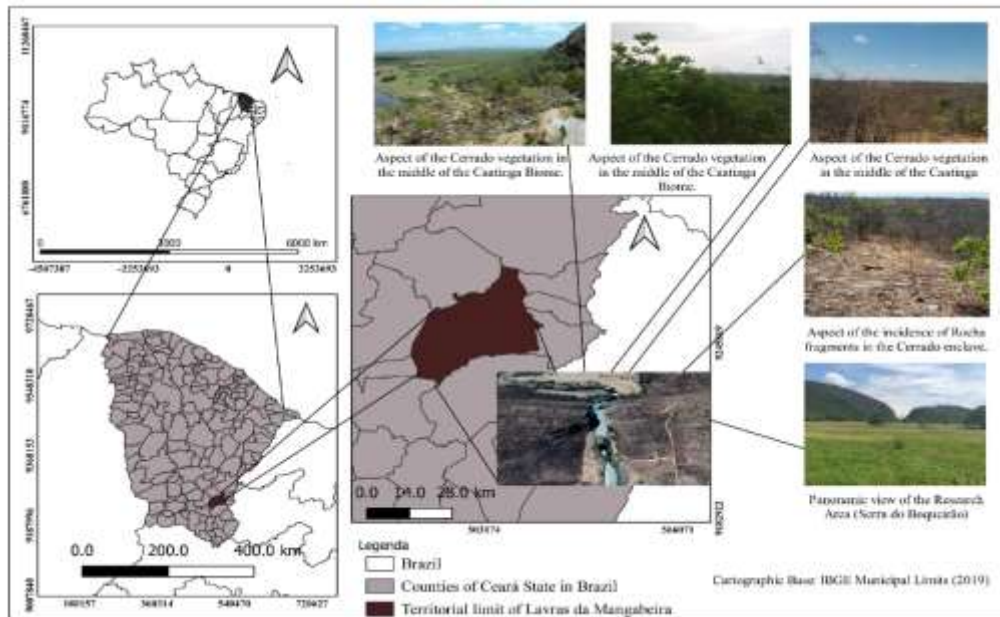 Aspect of the Cerrado vegetation in
the middle of the Caatinga Biome.
Aspect of the Cerrado vegetation
in the middle of the Caatinga
Biome.
Aspect of the Cerrado vegetation
in the middle of the Caatinga
0
3000
6000 km
-4507387
-2253693
0
2253693
Aspect of the incidence of Rocha
fragments in the Cerrado enclave.
Panoramic view of the Research
Area (Serra do Boqueirão)
0.0
200.0
400.0 km
0.0
14.0
28.0 km
Legenda
Brazil
Counties of Ceará State in Brazil
Territorial limit of Lavras da Mangabeira
Cartographic Base IBGE Municipal Limits (2019)